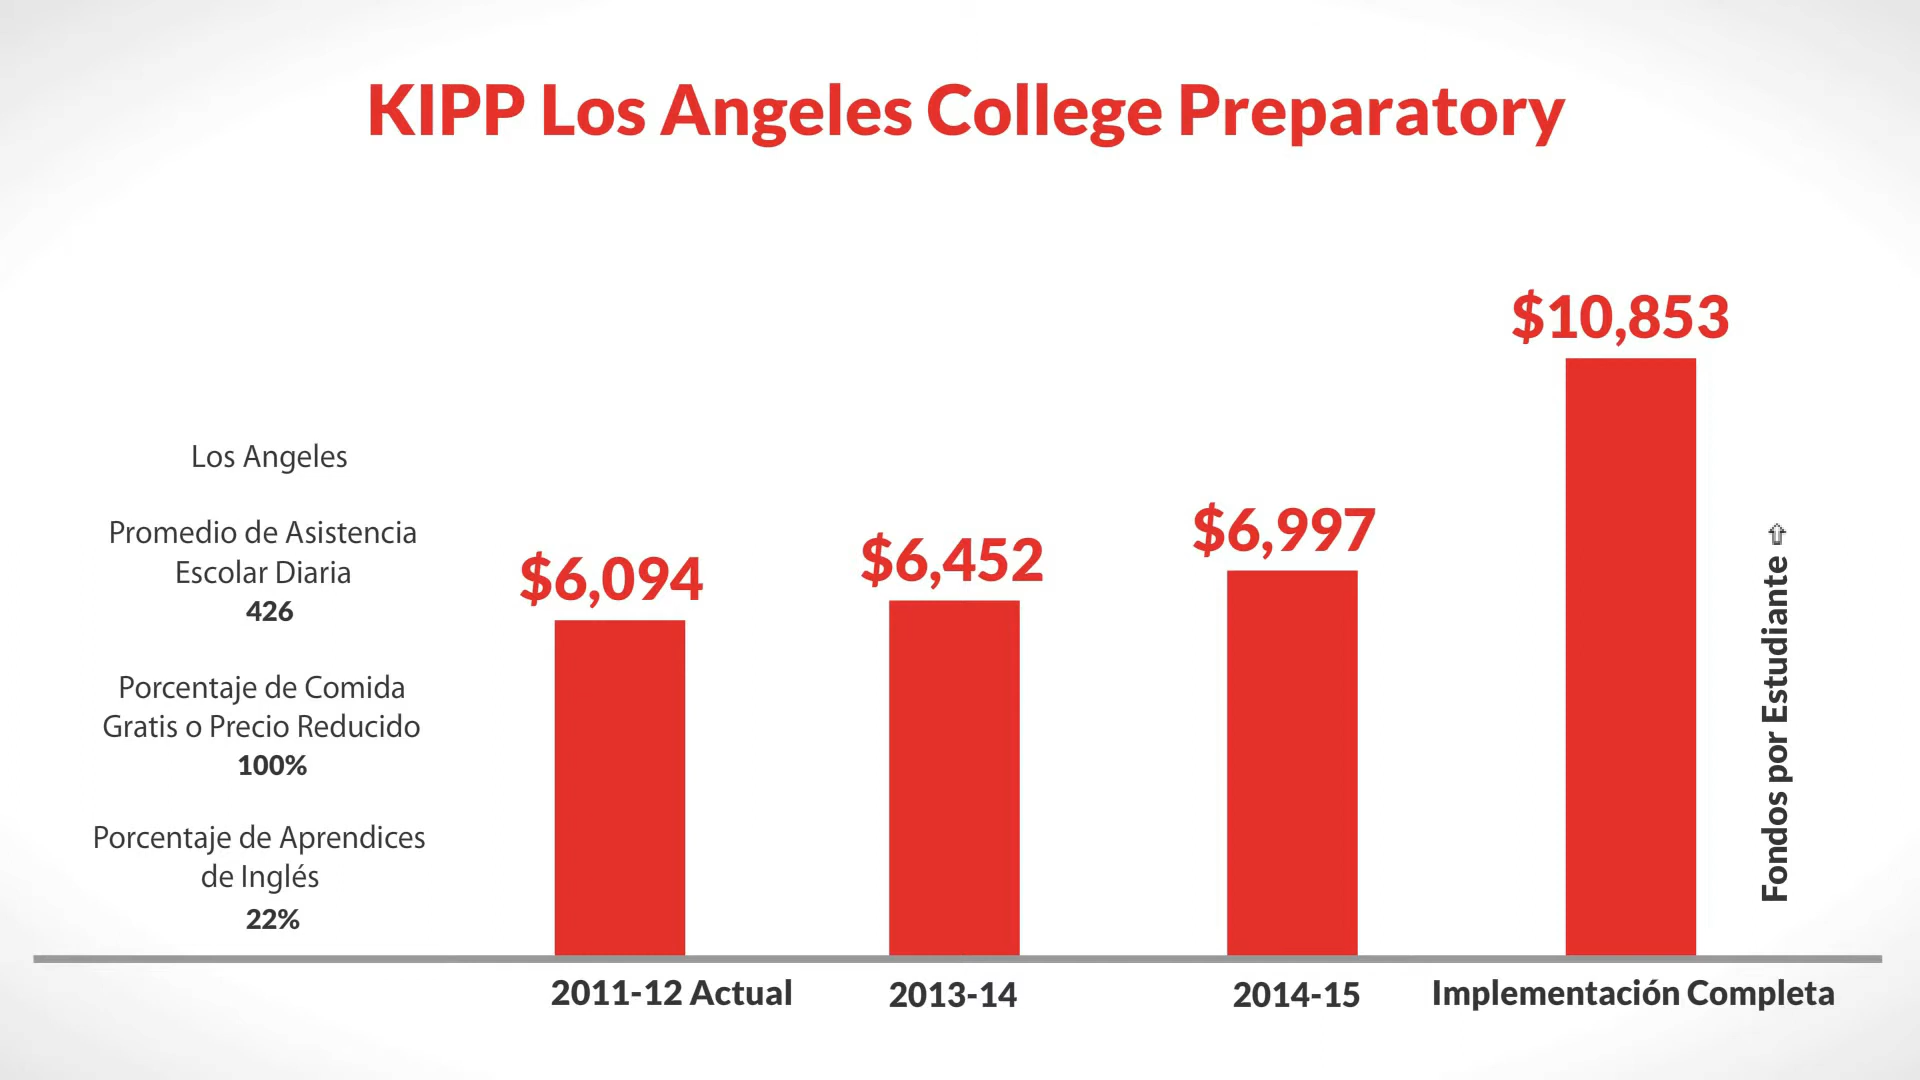 KIPP Los Angeles College Preparatory
Los Angeles
Promedio de Asistencia
Escolar Diaria
426
Porcentaje de Comida
Gratis o Precio Reducido
100%
Porcentaje de Aprendices
de Inglés
22%
$6,094
$6,452
$6,997
$10,853
Fondos por Estudiante ⇧
2011-12 Actual
2013-14
2014-15
Implementación Completa